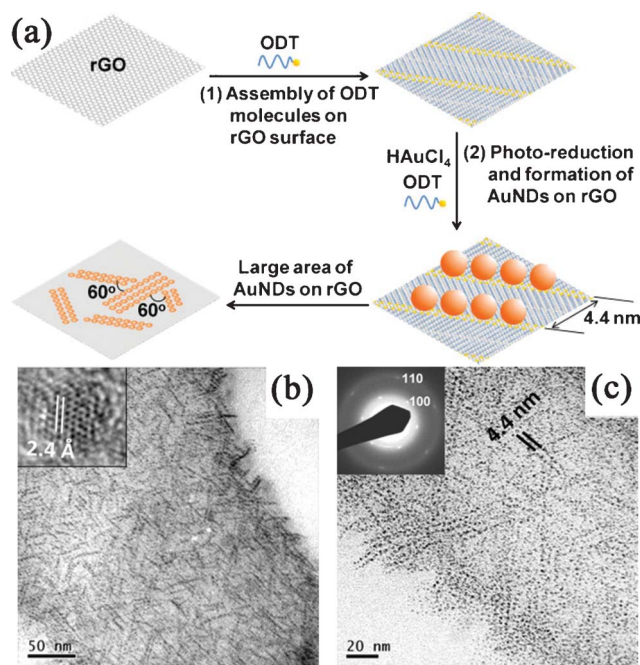 (a)
rGO
ODT
(1) Assembly of ODT
molecules on
rGO surface
HAuCl₄
ODT
(2) Photo-reduction
and formation of
AuNDs on rGO
4.4 nm
Large area of
AuNDs on rGO
60°
60°
(b)
2.4 Å
50 nm
(c)
110
100
4.4 nm
20 nm